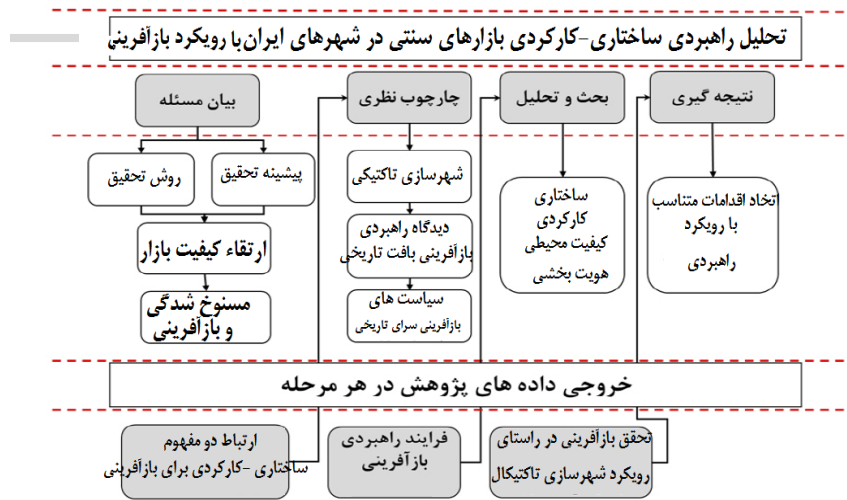 تحلیل راهبردی ساختاری-کارکردی بازارهای سنتی در شهرهای ایران با رویکرد بازآفرینی
بیان مسئله
پیشینه تحقیق
روش تحقیق
ارتقاء کیفیت بازار
مسنوخ شدگی
و بازآفرینی
چارچوب نظری
شهرسازی تاکتیکی
دیدگاه راهبردی
بازآفرینی بافت تاریخی
سیاست های
بازآفرینی سرای تاریخی
بحث و تحلیل
ساختاری
کارکردی
کیفیت محیطی
هویت بخشی
نتیجه گیری
اتخاد اقدامات متناسب
با رویکرد
راهبردی
خروجی داده های پژوهش در هر مرحله
ارتباط دو مفهوم
ساختاری -کارکردی برای بازآفرینی
فرایند راهبردی
بازآفرینی
تحقق بازآفرینی در راستای
رویکرد شهرسازی تاکتیکال